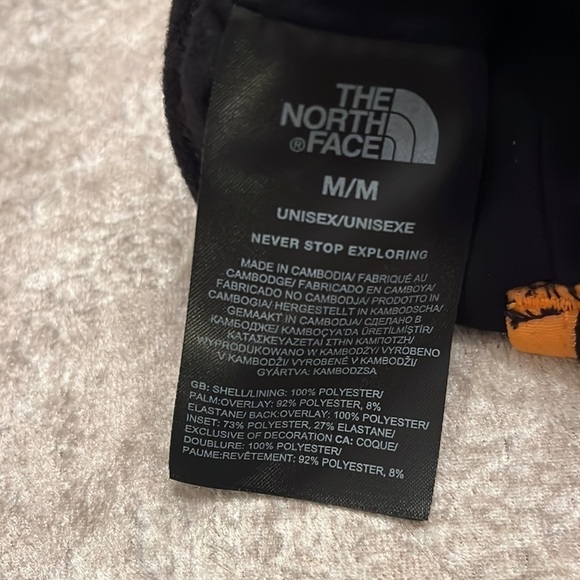 THE
NORTH
®FACE
M/M
UNISEX/UNISEXE
NEVER STOP EXPLORING
MADE IN CAMBODIA/ FABRIQUÉ AU
CAMBODGE/ FABRICADO EN CAMBOYA/
FABRICADO NO CAMBODJA/ PRODOTTO IN
CAMBOGIA/ HERGESTELLT IN KAMBODSCHA/
GEMAAKT IN CAMBODJA/ СДЕЛАНО В
КАМБОДЖЕ/ KAMBOÇYA'DA ÜRETİLMİŞTİR/
ΚΑΤΑΣΚΕΥΑΖΕΤΑΙ ΣΤΗΝ ΚΑΜΠΟΤΖΗ/
WYPRODUKOWANO W KAMBODŻY/ VYROBENO
V KAMBODŽI/ VYROBENÉ V KAMBODŽI/
GYÁRTVA: KAMBODZSA
GB: SHELL/LINING: 100% POLYESTER/
PALM:OVERLAY: 92% POLYESTER, 8%
ELASTANE/ BACK:OVERLAY: 100% POLYESTER/
INSET: 73% POLYESTER, 27% ELASTANE/
EXCLUSIVE OF DECORATION CA: COQUE/
DOUBLURE: 100% POLYESTER/
PAUME:REVÊTEMENT: 92% POLYESTER, 8%